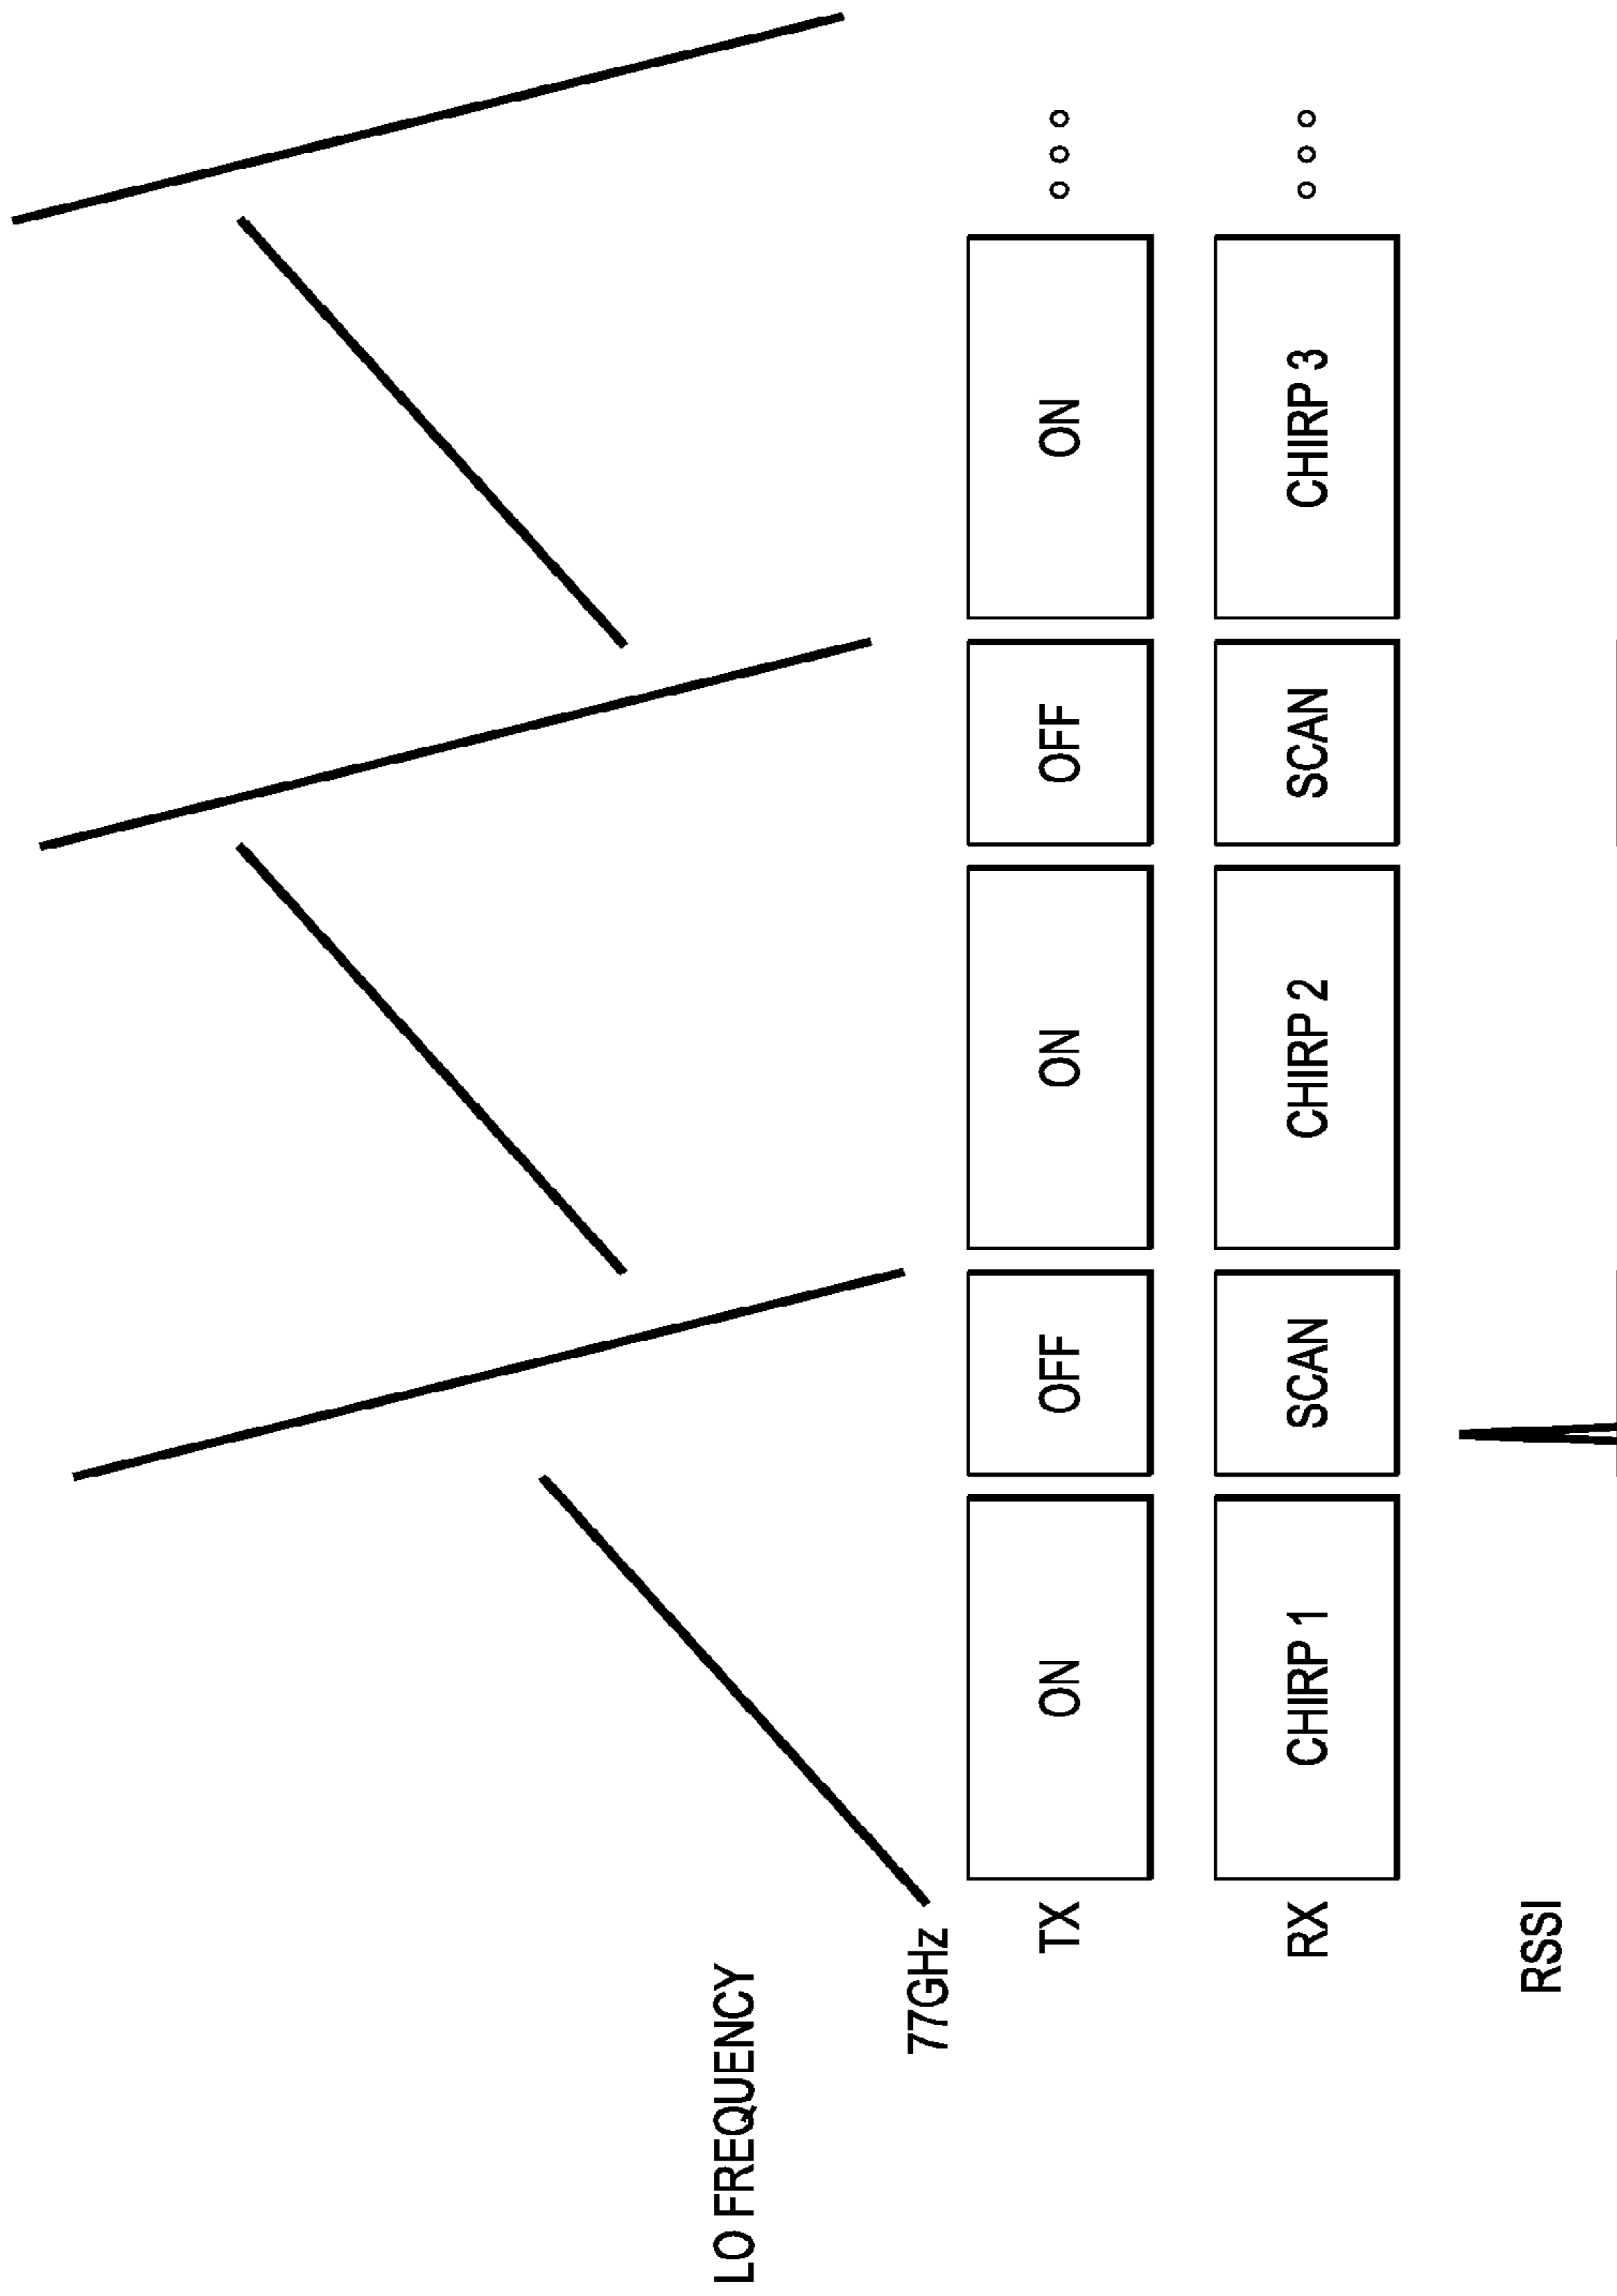 LO FREQUENCY
77GHz
TX ON OFF ON OFF ON
RX CHIRP 1 SCAN CHIRP 2 SCAN CHIRP 3
RSSI